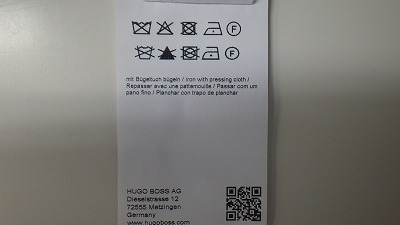 F
F
mit Bügeltuch bügeln / Iron with pressing cloth /
Repasser avec une pattemouille / Passar com um
pano fino / Planchar con trapo de planchar
HUGO BOSS AG
Dieselstrasse 12
72555 Metzingen
Germany
www.hugoboss.com